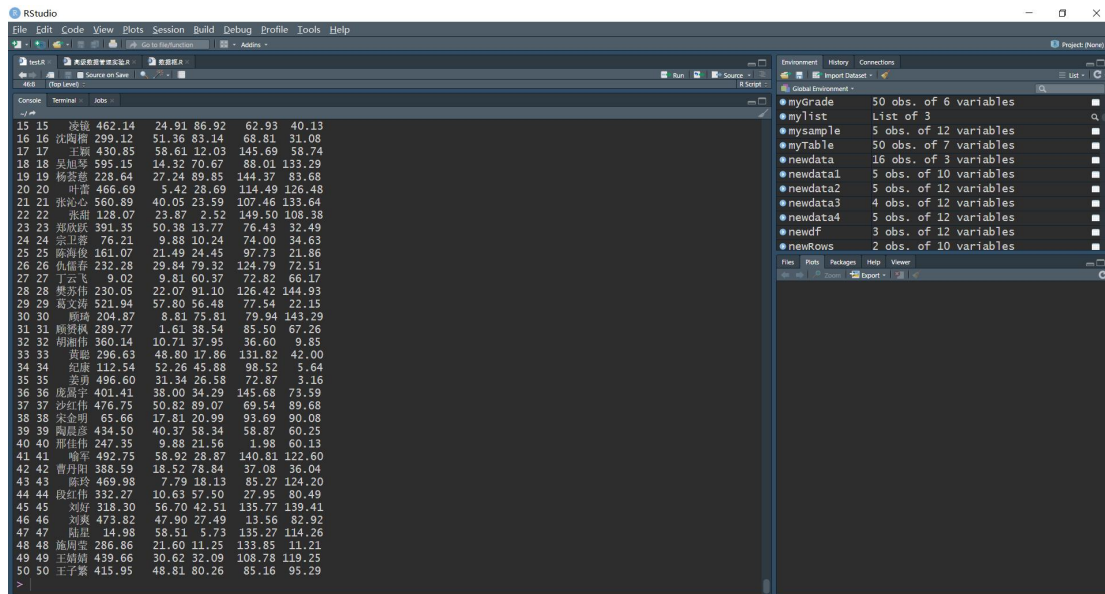 RStudio
File Edit Code View Plots Session Build Debug Profile Tools Help
Go to file/function Addins Project: (None)
test.R 高级数据管理实验.R 数据框.R
Source on Save Run Source
46:8 (Top Level) R Script
Console Terminal Jobs
~/
15 15 凌镜 462.14 24.91 86.92 62.93 40.13
16 16 沈陶榴 299.12 51.36 83.14 68.81 31.08
17 17 王颖 430.85 58.61 12.03 145.69 58.74
18 18 吴旭琴 595.15 14.32 70.67 88.01 133.29
19 19 杨荟慈 228.64 27.24 89.85 144.37 83.68
20 20 叶蕾 466.69 5.42 28.69 114.49 126.48
21 21 张沁心 560.89 40.05 23.59 107.46 133.64
22 22 张甜 128.07 23.87 2.52 149.50 108.38
23 23 郑欣跃 391.35 50.38 13.77 76.43 32.49
24 24 宗卫蓉 76.21 9.88 10.24 74.00 34.63
25 25 陈海俊 161.07 21.49 24.45 97.73 21.86
26 26 仇儒春 232.28 29.84 79.32 124.79 72.51
27 27 丁云飞 9.02 9.81 60.37 72.82 66.17
28 28 樊苏伟 230.05 22.07 91.10 126.42 144.93
29 29 葛文涛 521.94 57.80 56.48 77.54 22.15
30 30 顾琦 204.87 8.81 75.81 79.94 143.29
31 31 顾赟枫 289.77 1.61 38.54 85.50 67.26
32 32 胡湘伟 360.14 10.71 37.95 36.60 9.85
33 33 黄聪 296.63 48.80 17.86 131.82 42.00
34 34 纪康 112.54 52.26 45.88 98.52 5.64
35 35 姜勇 496.60 31.34 26.58 72.87 3.16
36 36 庞晨宇 401.41 38.00 34.29 145.68 73.59
37 37 沙红伟 476.75 50.82 89.07 69.54 89.68
38 38 宋金明 65.66 17.81 20.99 93.69 90.08
39 39 陶晨彦 434.50 40.37 58.34 58.87 60.25
40 40 邢佳伟 247.35 9.88 21.56 1.98 60.13
41 41 喻军 492.75 58.92 28.87 140.81 122.60
42 42 曹丹阳 388.59 18.52 78.84 37.08 36.04
43 43 陈玲 469.98 7.79 18.13 85.27 124.20
44 44 段红伟 332.27 10.63 57.50 27.95 80.49
45 45 刘好 318.30 56.70 42.51 135.77 139.41
46 46 刘爽 473.82 47.90 27.49 13.56 82.92
47 47 陆星 14.98 58.51 5.73 135.27 114.26
48 48 施周莹 286.86 21.60 11.25 133.85 11.21
49 49 王婧婧 439.66 30.62 32.09 108.78 119.25
50 50 王子繁 415.95 48.81 80.26 85.16 95.29
>
Environment History Connections
Import Dataset List
Global Environment
myGrade 50 obs. of 6 variables
mylist List of 3
mysample 5 obs. of 12 variables
myTable 50 obs. of 7 variables
newdata 16 obs. of 3 variables
newdata1 5 obs. of 10 variables
newdata2 5 obs. of 12 variables
newdata3 4 obs. of 12 variables
newdata4 5 obs. of 12 variables
newdf 3 obs. of 12 variables
newRows 2 obs. of 10 variables
Files Plots Packages Help Viewer
Zoom Export